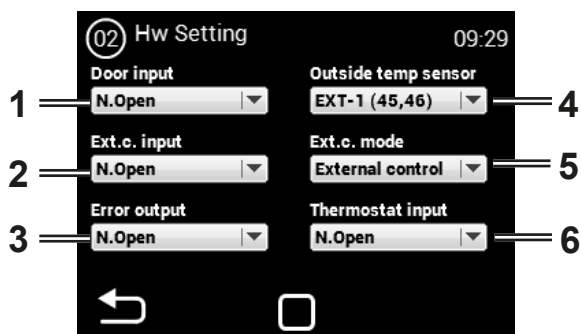 02 Hw Setting 09:29
Door input Outside temp sensor
1 N.Open EXT-1 (45,46) 4
Ext.c. input Ext.c. mode
2 N.Open External control 5
Error output Thermostat input
3 N.Open N.Open 6